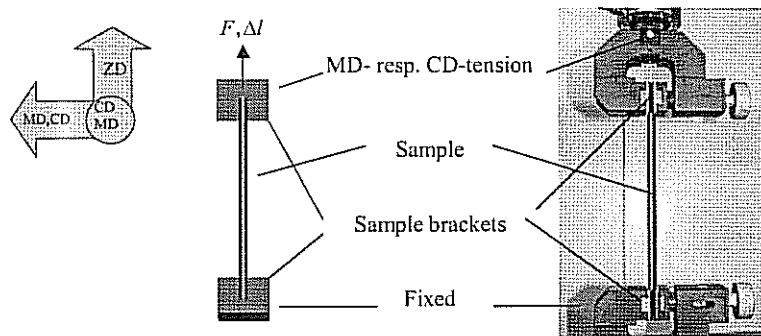 F, Δl
MD- resp. CD-tension
ZD
CD
MD,CD
MD
Sample
Sample brackets
Fixed